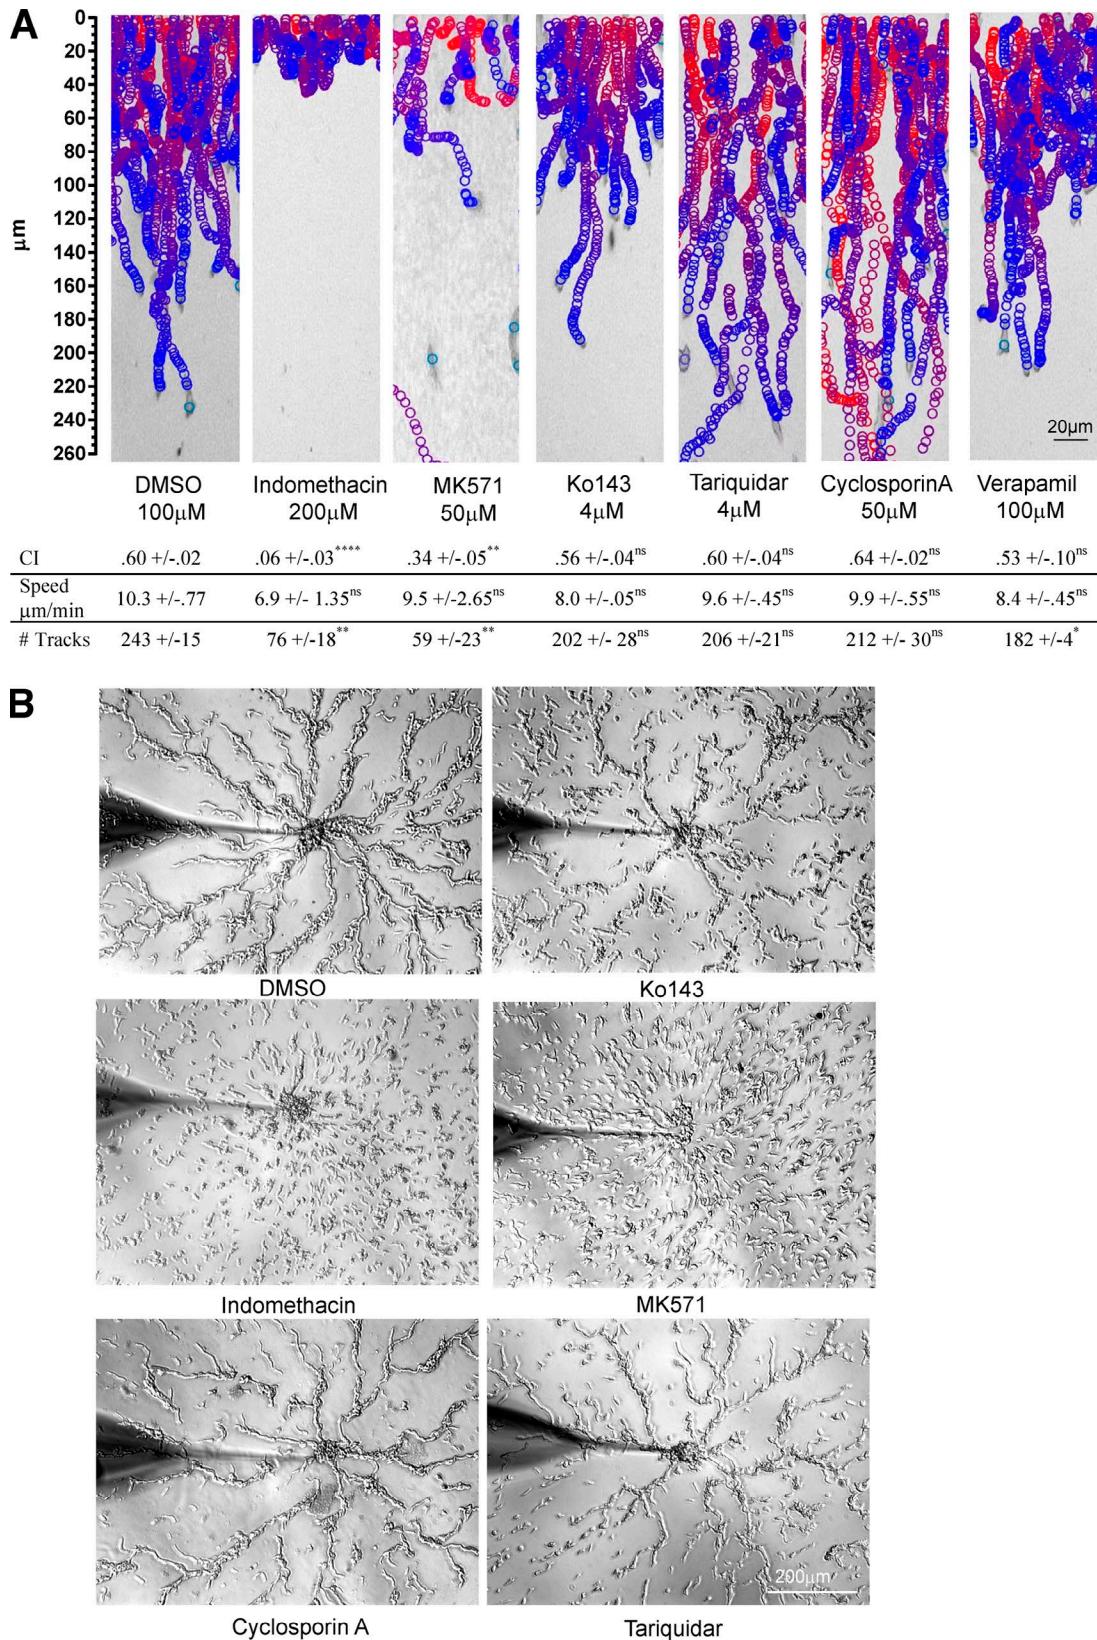 A
0
20
40
60
80
100
120
140
160
180
200
220
240
260
μm
20μm
DMSO Indomethacin MK571 Ko143 Tariquidar CyclosporinA Verapamil
100μM 200μM 50μM 4μM 4μM 50μM 100μM
CI .60 +/-.02 .06 +/-.03**** .34 +/-.05** .56 +/-.04ns .60 +/-.04ns .64 +/-.02ns .53 +/-.10ns
Speed
μm/min 10.3 +/-.77 6.9 +/- 1.35ns 9.5 +/-2.65ns 8.0 +/-.05ns 9.6 +/-.45ns 9.9 +/-.55ns 8.4 +/-.45ns
# Tracks 243 +/-15 76 +/-18** 59 +/-23** 202 +/- 28ns 206 +/-21ns 212 +/- 30ns 182 +/-4*
B
DMSO Ko143
Indomethacin MK571
200μm
Cyclosporin A Tariquidar